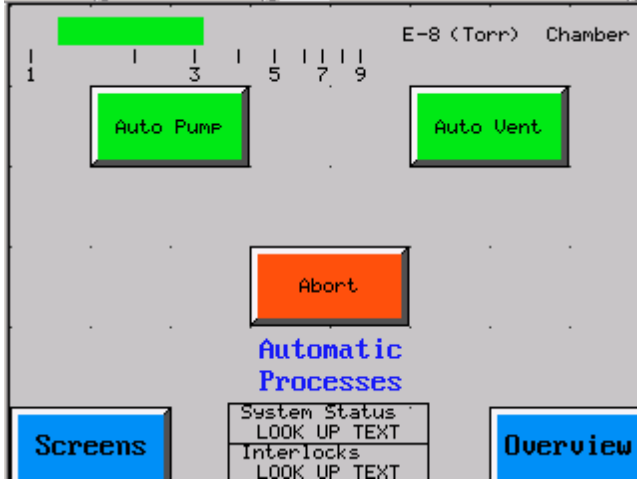 E-8 (Torr) Chamber
1 3 5 7 9
Auto Pump
Auto Vent
Abort
Automatic
Processes
Screens
System Status
LOOK UP TEXT
Interlocks
LOOK UP TEXT
Overview